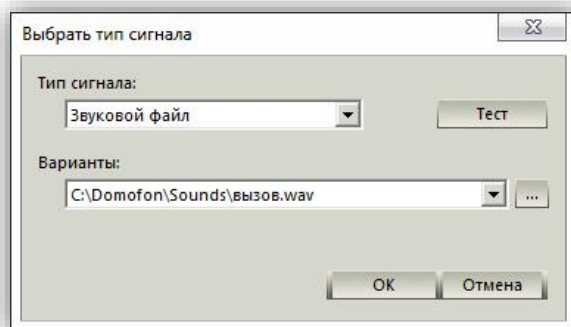 Выбрать тип сигнала
Тип сигнала:
Звуковой файл
Тест
Варианты:
C:\Domofon\Sounds\вызов.wav
...
OK
Отмена